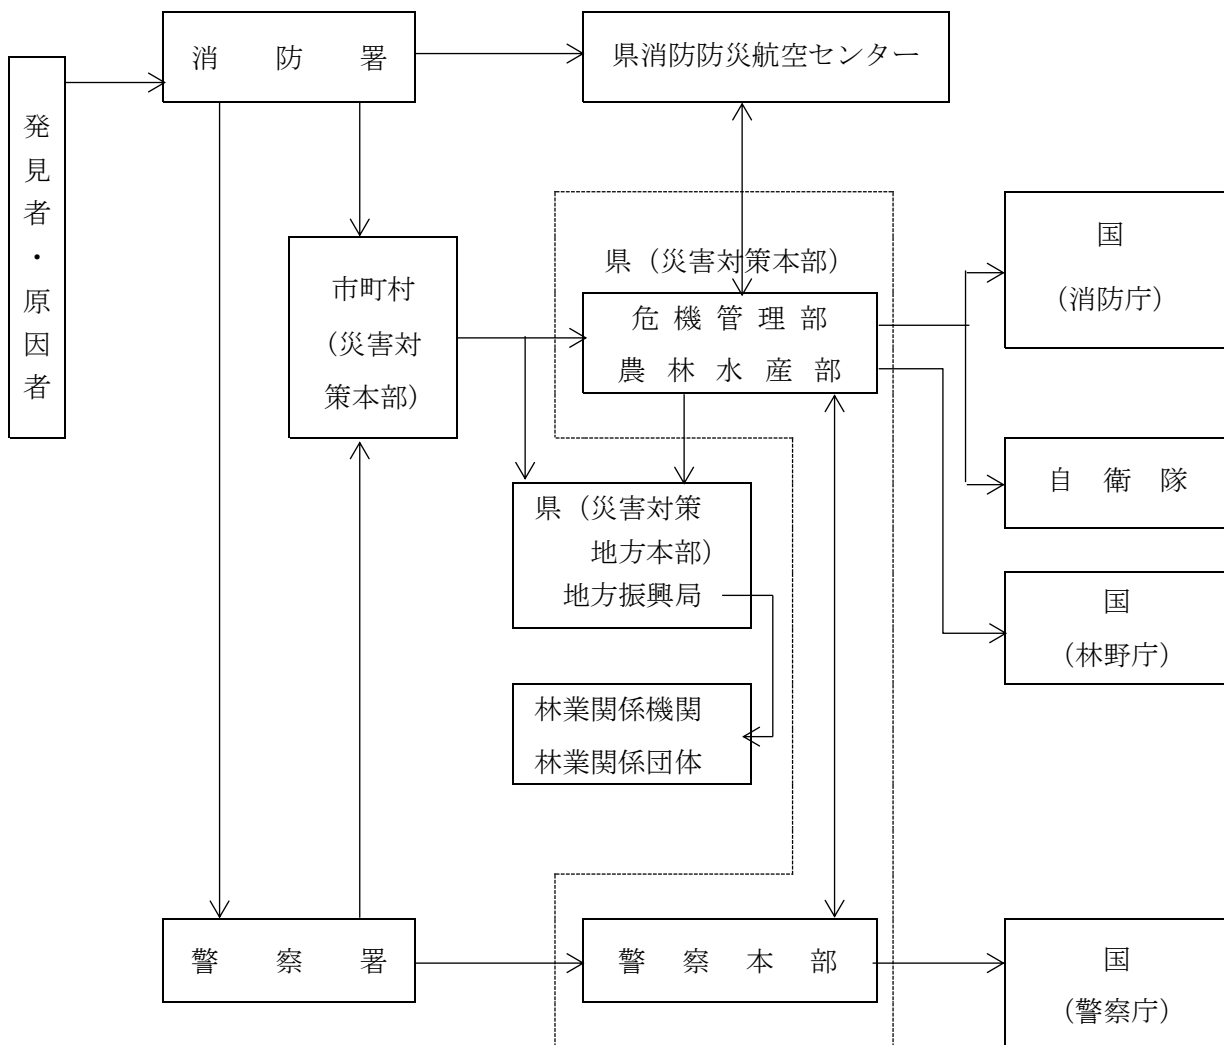 消防署
県消防防災航空センター
発見者・原因者
国
（消防庁）
県（災害対策本部）
市町村
（災害対
策本部）
危機管理部
農林水産部
自衛隊
県（災害対策
地方本部）
地方振興局
国
（林野庁）
林業関係機関
林業関係団体
警察署
警察本部
国
（警察庁）